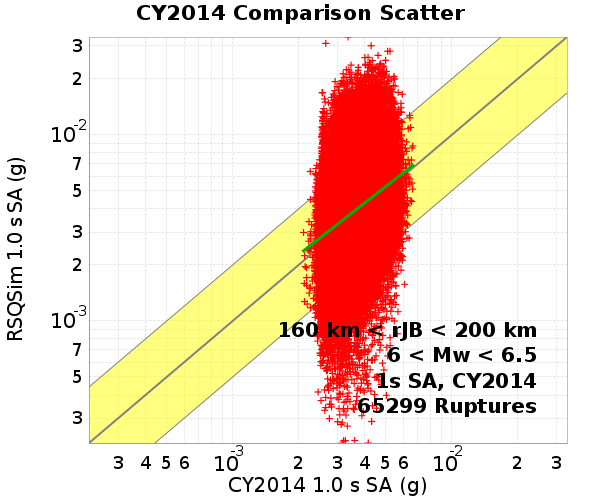 CY2014 Comparison Scatter
RSQSim 1.0 s SA (g)
3
2
10-2
7
5
3
2
10-3
7
5
3
160 km < rJB < 200 km
6 < Mw < 6.5
1s SA, CY2014
65299 Ruptures
3 4 5 6 10-3 2 3 4 5 6 10-2 2 3
CY2014 1.0 s SA (g)